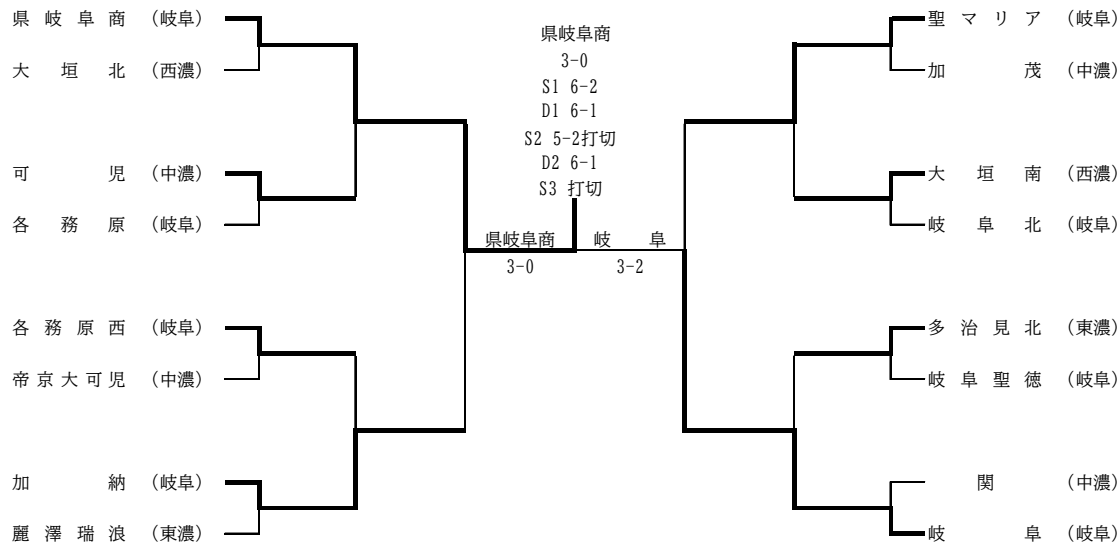 県岐阜商 (岐阜)
大垣北 (西濃)
可児 (中濃)
各務原 (岐阜)
各務原西 (岐阜)
帝京大可児 (中濃)
加納 (岐阜)
麗澤瑞浪 (東濃)
県岐阜商
3-0
S1 6-2
D1 6-1
S2 5-2打切
D2 6-1
S3 打切
県岐阜商 岐阜
3-0 3-2
聖マリア (岐阜)
加茂 (中濃)
大垣南 (西濃)
岐阜北 (岐阜)
多治見北 (東濃)
岐阜聖徳 (岐阜)
関 (中濃)
岐阜 (岐阜)